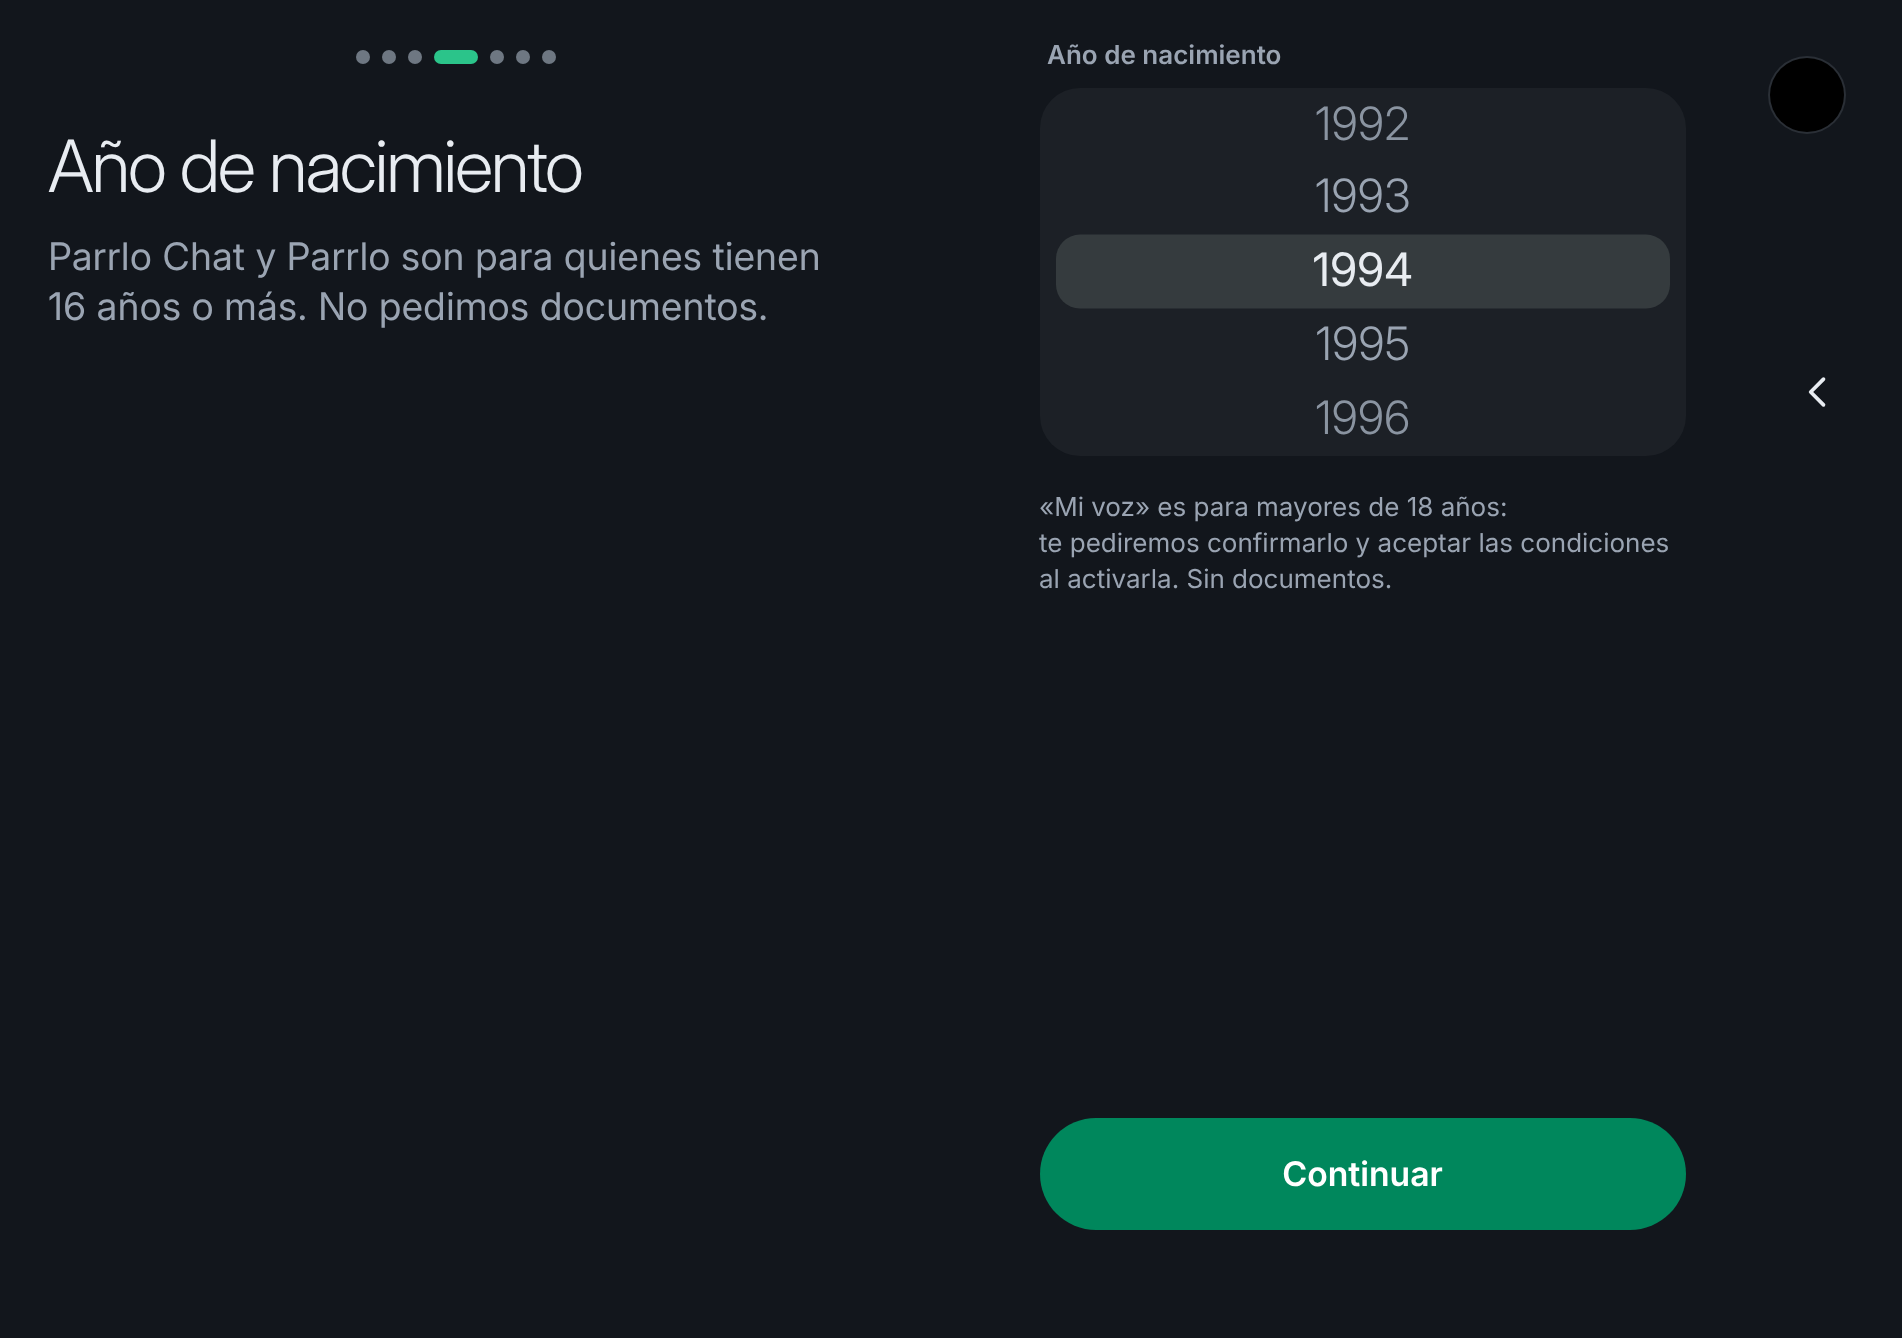 Año de nacimiento
Parrlo Chat y Parrlo son para quienes tienen
16 años o más. No pedimos documentos.
Año de nacimiento
1992
1993
1994
1995
1996
«Mi voz» es para mayores de 18 años:
te pediremos confirmarlo y aceptar las condiciones
al activarla. Sin documentos.
Continuar